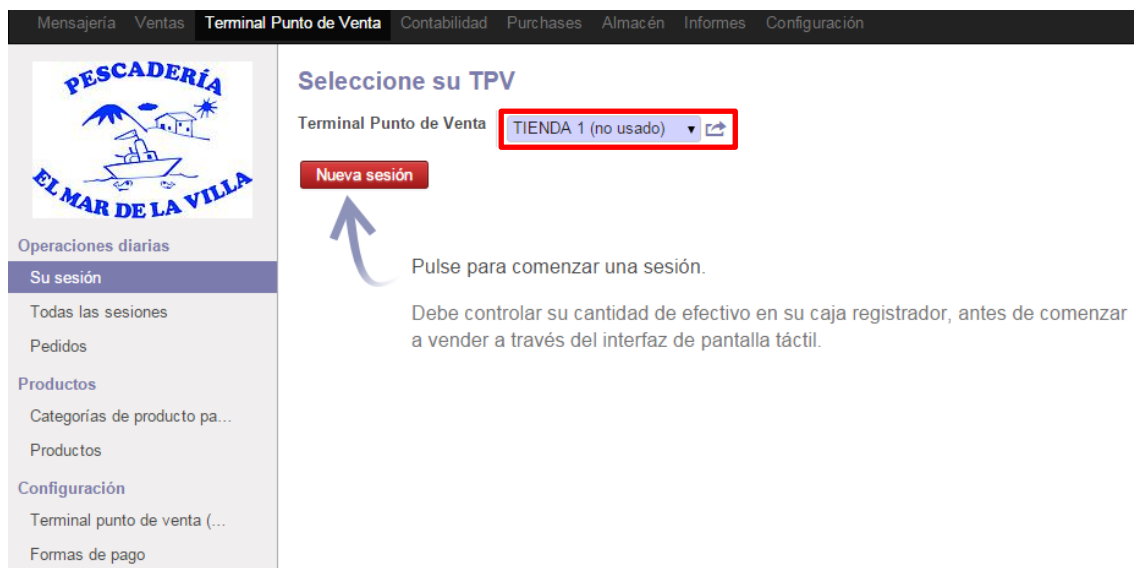 Mensajería Ventas Terminal Punto de Venta Contabilidad Purchases Almacén Informes Configuración
PESCADERÍA
EL MAR DE LA VILLA
Operaciones diarias
Su sesión
Todas las sesiones
Pedidos
Productos
Categorías de producto pa...
Productos
Configuración
Terminal punto de venta (...
Formas de pago
Seleccione su TPV
Terminal Punto de Venta TIENDA 1 (no usado)
Nueva sesión
Pulse para comenzar una sesión.
Debe controlar su cantidad de efectivo en su caja registrador, antes de comenzar
a vender a través del interfaz de pantalla táctil.